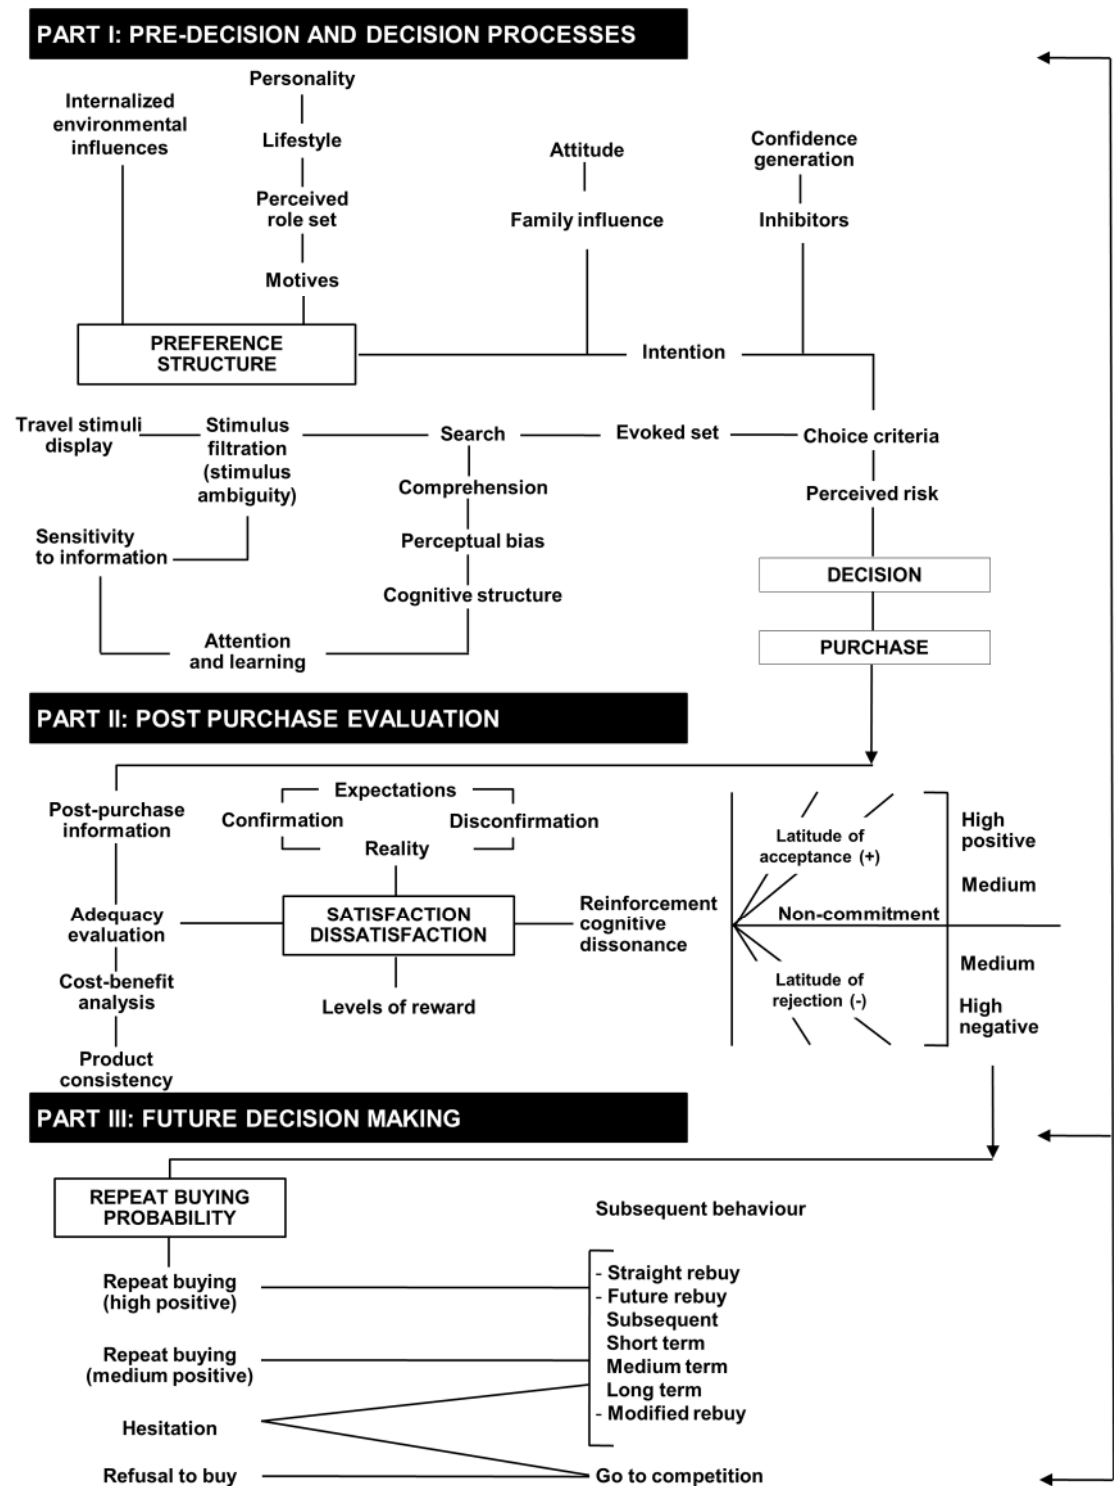 PART I: PRE-DECISION AND DECISION PROCESSES
Internalized
environmental
influences
Personality
Lifestyle
Perceived
role set
Motives
Attitude
Family influence
Confidence
generation
Inhibitors
PREFERENCE
STRUCTURE
Intention
Travel stimuli
display
Stimulus
filtration
(stimulus
ambiguity)
Search
Evoked set
Choice criteria
Comprehension
Perceived risk
Sensitivity
to information
Perceptual bias
Cognitive structure
DECISION
Attention
and learning
PURCHASE
PART II: POST PURCHASE EVALUATION
Post-purchase
information
Expectations
Confirmation
Disconfirmation
Reality
Adequacy
evaluation
SATISFACTION
DISSATISFACTION
Reinforcement
cognitive
dissonance
Cost-benefit
analysis
Levels of reward
Product
consistency
Latitude of
acceptance (+)
Non-commitment
Latitude of
rejection (-)
High
positive
Medium
Medium
High
negative
PART III: FUTURE DECISION MAKING
REPEAT BUYING
PROBABILITY
Subsequent behaviour
Repeat buying
(high positive)
Repeat buying
(medium positive)
Hesitation
Refusal to buy
- Straight rebuy
- Future rebuy
Subsequent
Short term
Medium term
Long term
- Modified rebuy
Go to competition